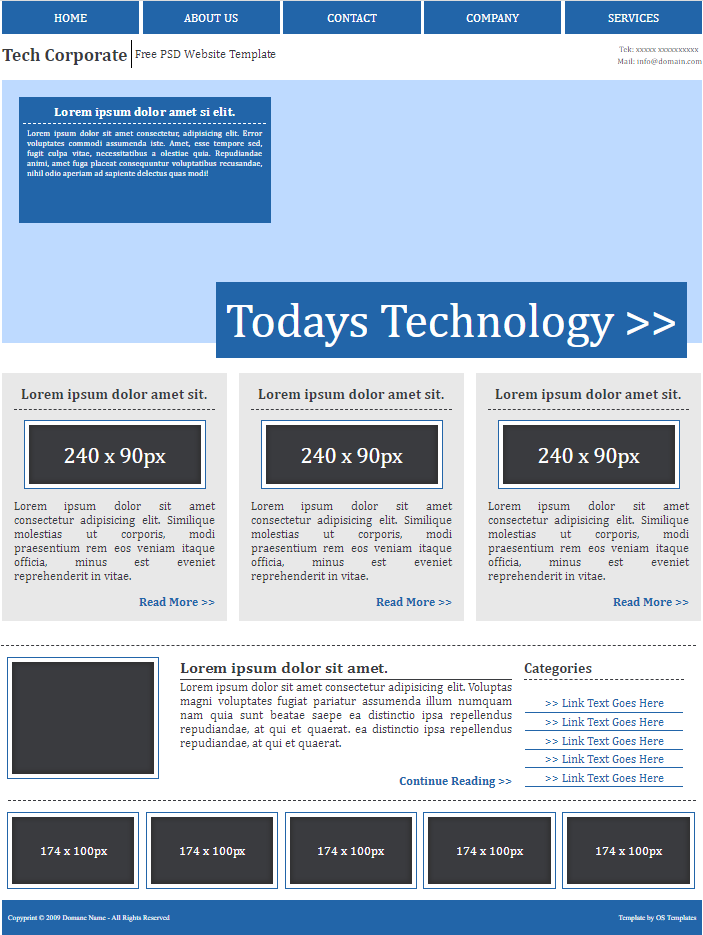 HOME ABOUT US CONTACT COMPANY SERVICES
Tech Corporate Free PSD Website Template
Tek: xxxxx xxxxxxxxxx
Mail: info@domain.com
Lorem ipsum dolor amet si elit.
Lorem ipsum dolor sit amet consectetur, adipisicing elit. Error
voluptates commodi assumenda iste. Amet, esse tempore sed,
fugit culpa vitae, necessitatibus a olestiae quia. Repudiandae
animi, amet fuga placeat consequuntur voluptatibus recusandae,
nihil odio aperiam ad sapiente delectus quas modi!
Todays Technology >>
Lorem ipsum dolor amet sit.
240 x 90px
Lorem ipsum dolor sit amet
consectetur adipisicing elit. Similique
molestias ut corporis, modi
praesentium rem eos veniam itaque
officia, minus est eveniet
reprehenderit in vitae.
Read More >>
Lorem ipsum dolor amet sit.
240 x 90px
Lorem ipsum dolor sit amet
consectetur adipisicing elit. Similique
molestias ut corporis, modi
praesentium rem eos veniam itaque
officia, minus est eveniet
reprehenderit in vitae.
Read More >>
Lorem ipsum dolor amet sit.
240 x 90px
Lorem ipsum dolor sit amet
consectetur adipisicing elit. Similique
molestias ut corporis, modi
praesentium rem eos veniam itaque
officia, minus est eveniet
reprehenderit in vitae.
Read More >>
Lorem ipsum dolor sit amet.
Lorem ipsum dolor sit amet consectetur adipisicing elit. Voluptas
magni voluptates fugiat pariatur assumenda illum numquam
nam quia sunt beatae saepe ea distinctio ipsa repellendus
repudiandae, at qui et quaerat. ea distinctio ipsa repellendus
repudiandae, at qui et quaerat.
Continue Reading >>
Categories
>> Link Text Goes Here
>> Link Text Goes Here
>> Link Text Goes Here
>> Link Text Goes Here
>> Link Text Goes Here
174 x 100px 174 x 100px 174 x 100px 174 x 100px 174 x 100px
Copyprint © 2009 Domane Name - All Rights Reserved Template by OS Templates